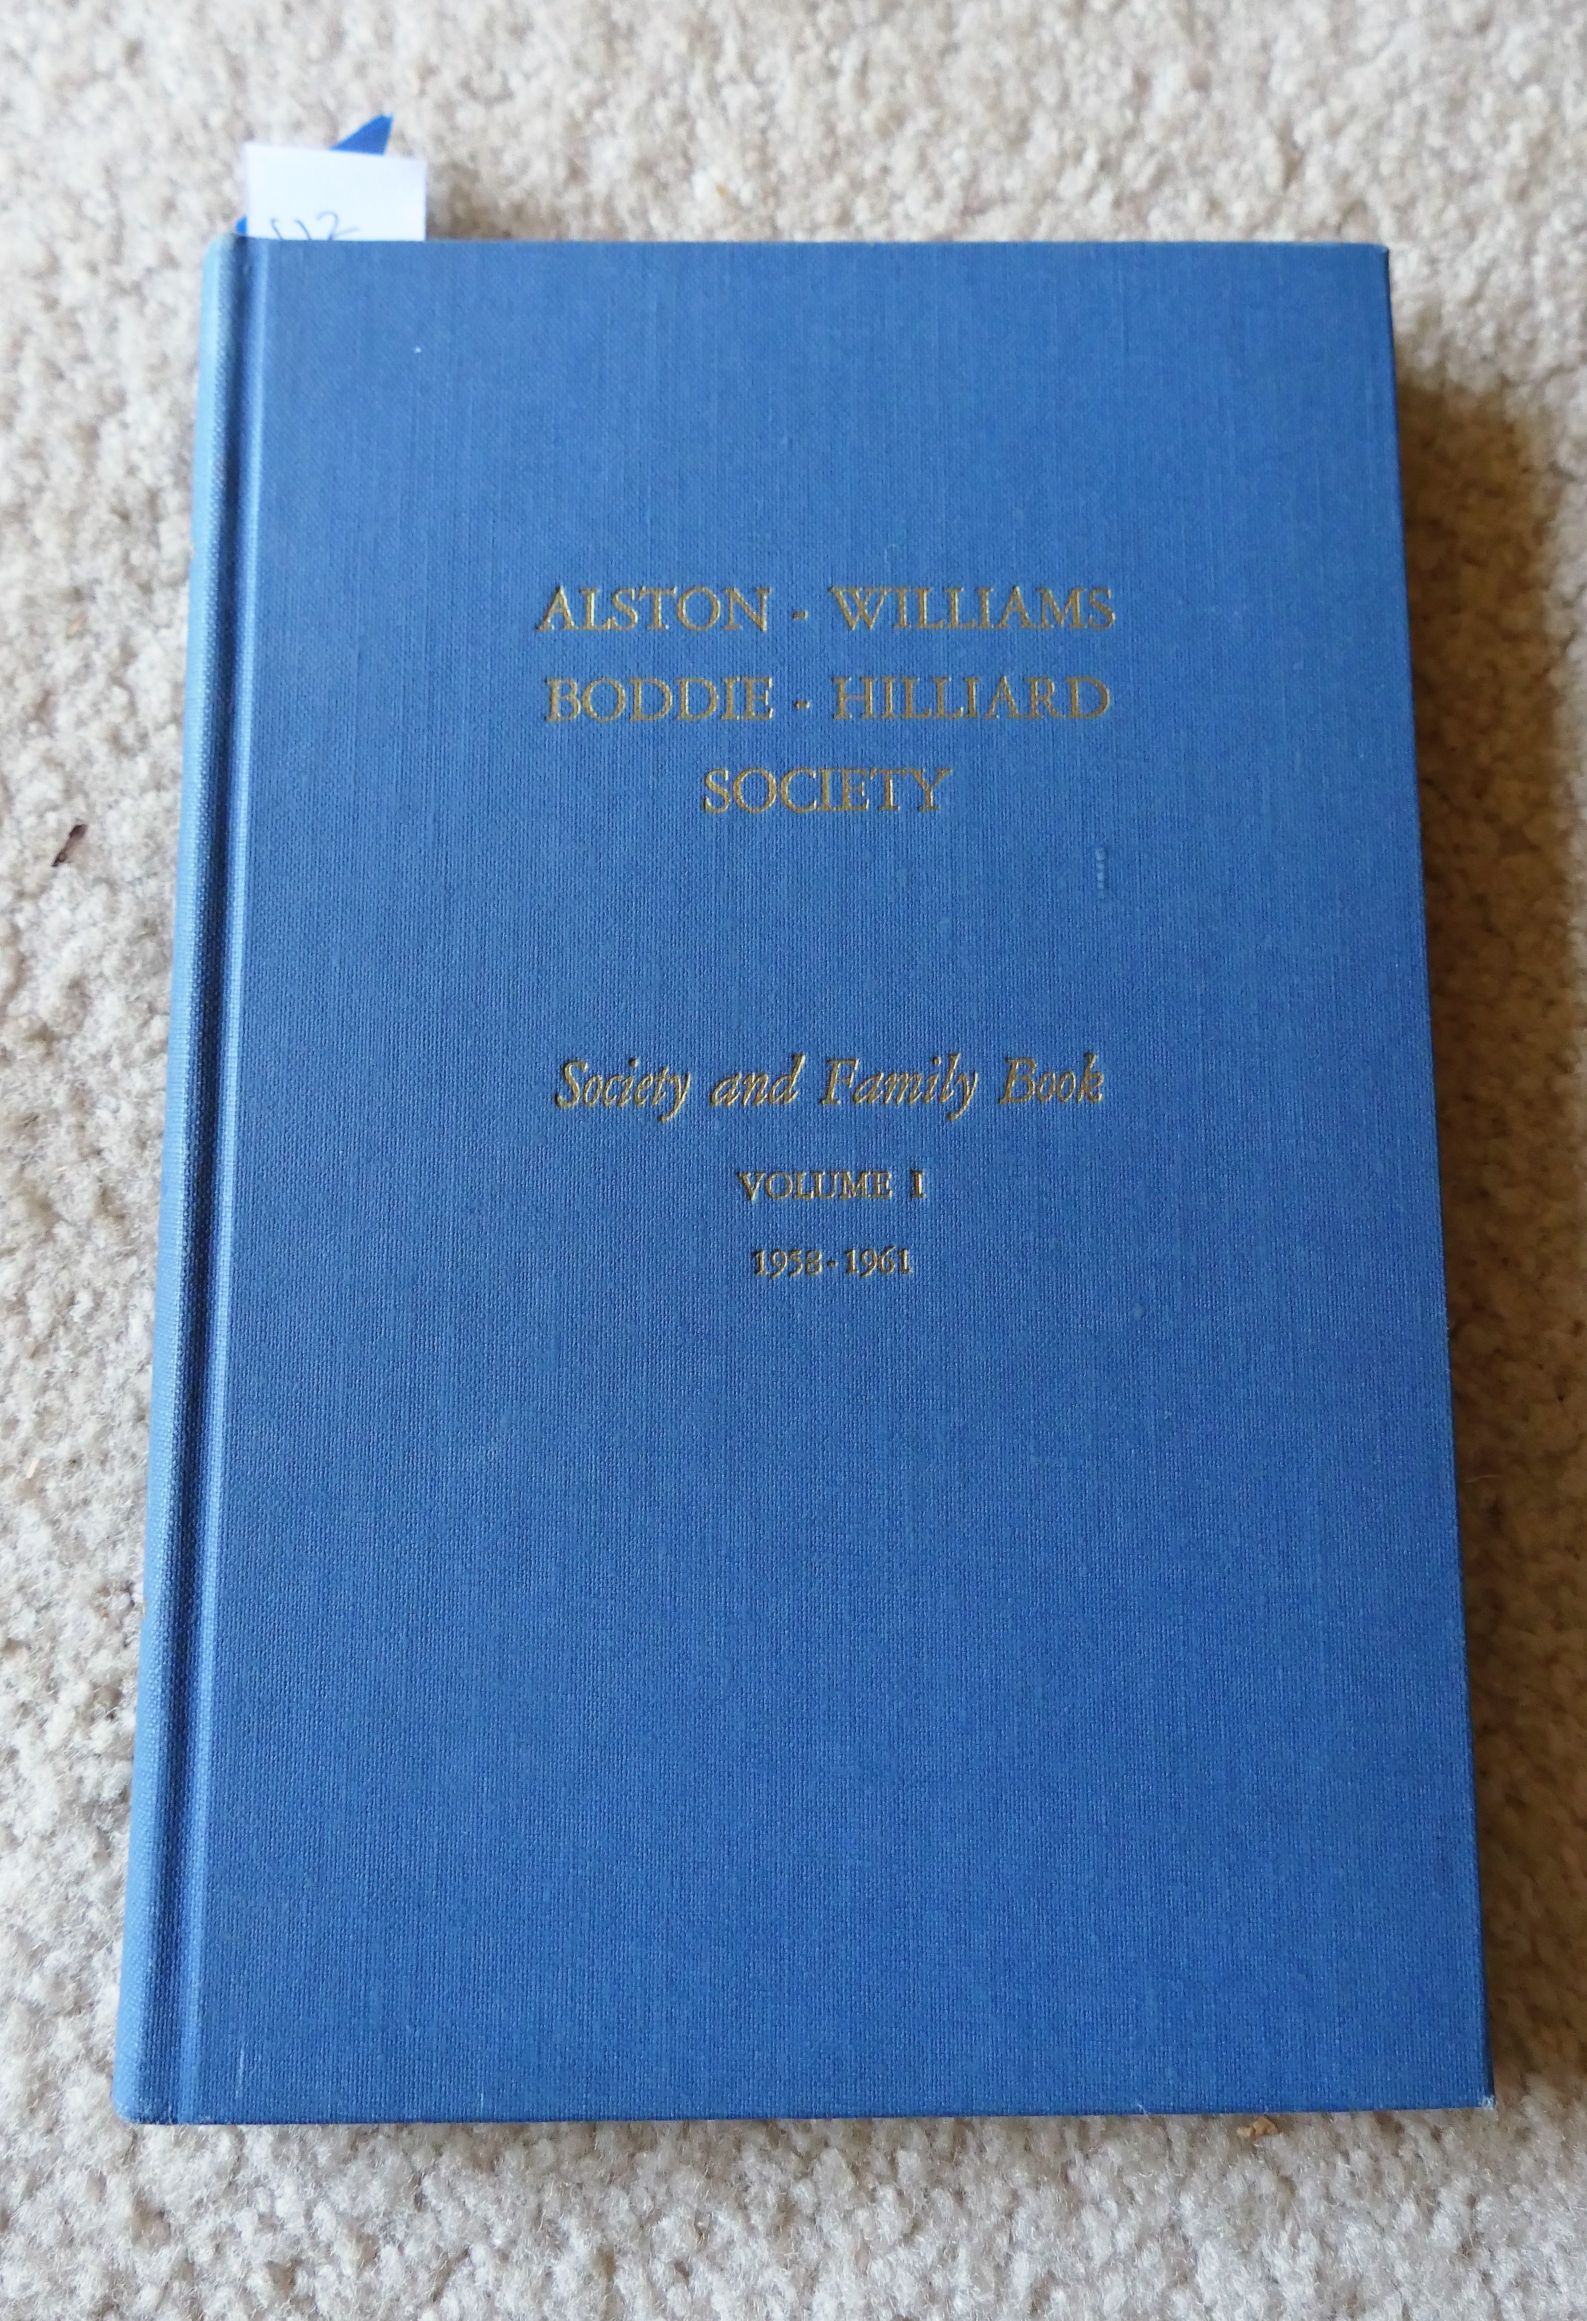 ALSTON - WILLIAMS
BODDIE - HILLIARD
SOCIETY
Society and Family Book
VOLUME I
1958-1961